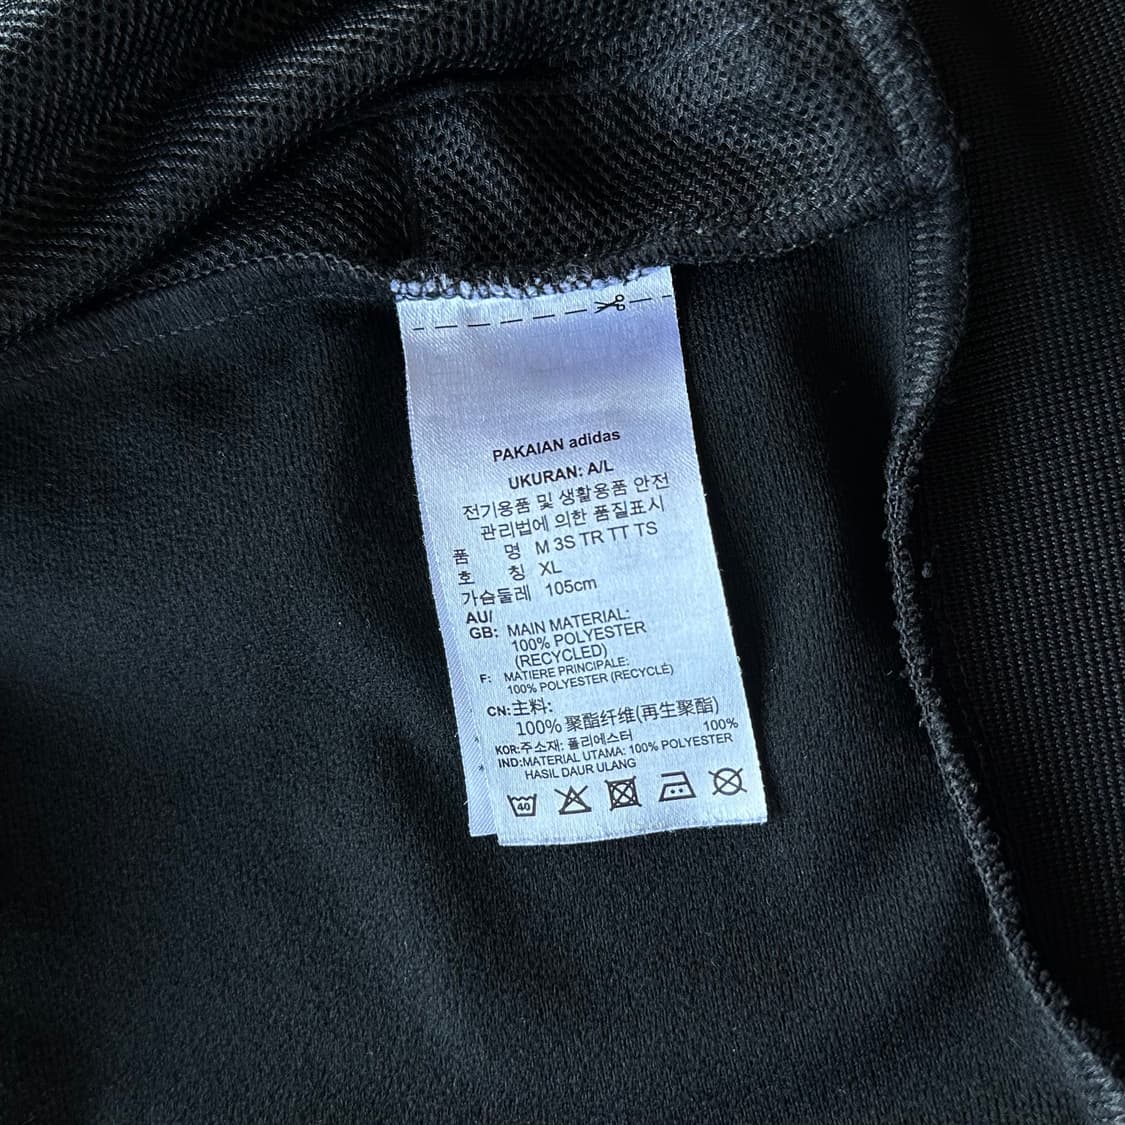 PAKAIAN adidas
UKURAN: A/L
전기용품 및 생활용품 안전
관리법에 의한 품질표시
품 명 M 3S TR TT TS
호 칭 XL
가슴둘레 105cm
AU/
GB: MAIN MATERIAL:
100% POLYESTER
(RECYCLED)
F: MATIERE PRINCIPALE:
100% POLYESTER (RECYCLÉ)
CN:主料:
100% 聚酯纤维(再生聚酯)
KOR:주소재: 폴리에스터 100%
IND:MATERIAL UTAMA: 100% POLYESTER
HASIL DAUR ULANG
40